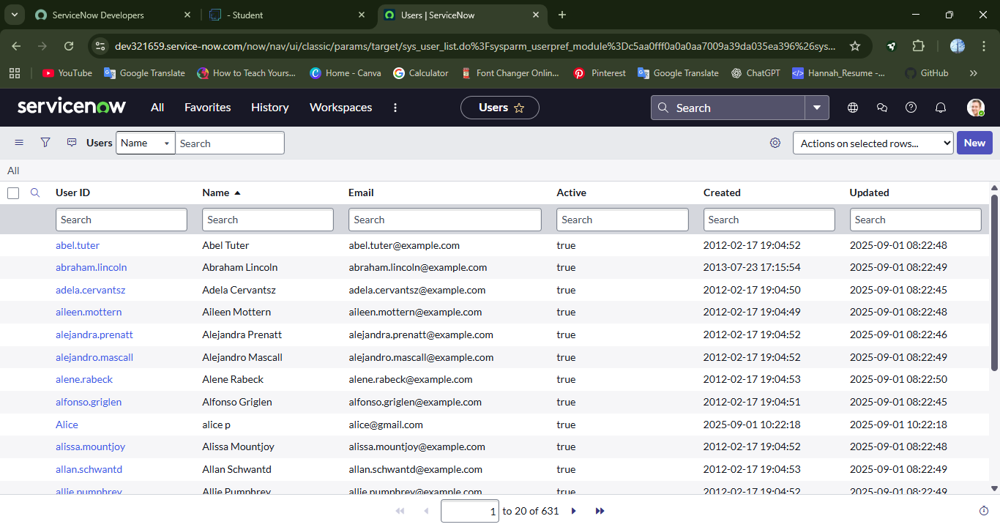 ServiceNow Developers
- Student
Users | ServiceNow
dev321659.service-now.com/now/nav/ui/classic/params/target/sys_user_list.do%3Fsysparm_userpref_module%3Dc5aa0fff0a0a0aa7009a39da035ea396%26sys...
YouTube Google Translate How to Teach Yours... Home - Canva Calculator Font Changer Onlin... Pinterest Google Translate ChatGPT Hannah_Resume -... GitHub
servicenow All Favorites History Workspaces Users Search
Users Name Search Actions on selected rows... New
All
User ID Name Email Active Created Updated
Search Search Search Search Search Search
abel.tuter Abel Tuter abel.tuter@example.com true 2012-02-17 19:04:52 2025-09-01 08:22:48
abraham.lincoln Abraham Lincoln abraham.lincoln@example.com true 2013-07-23 17:15:54 2025-09-01 08:22:49
adela.cervantsz Adela Cervantsz adela.cervantsz@example.com true 2012-02-17 19:04:50 2025-09-01 08:22:45
aileen.mottern Aileen Mottern aileen.mottern@example.com true 2012-02-17 19:04:49 2025-09-01 08:22:48
alejandra.prenatt Alejandra Prenatt alejandra.prenatt@example.com true 2012-02-17 19:04:52 2025-09-01 08:22:46
alejandro.mascall Alejandro Mascall alejandro.mascall@example.com true 2012-02-17 19:04:52 2025-09-01 08:22:49
alene.rabeck Alene Rabeck alene.rabeck@example.com true 2012-02-17 19:04:53 2025-09-01 08:22:50
alfonso.griglen Alfonso Griglen alfonso.griglen@example.com true 2012-02-17 19:04:51 2025-09-01 08:22:45
Alice alice p alice@gmail.com true 2025-09-01 10:22:18 2025-09-01 10:22:18
alissa.mountjoy Alissa Mountjoy alissa.mountjoy@example.com true 2012-02-17 19:04:52 2025-09-01 08:22:48
allan.schwantd Allan Schwantd allan.schwantd@example.com true 2012-02-17 19:04:53 2025-09-01 08:22:49
allie.pumphrey Allie Pumphrey allie.pumphrey@example.com true 2012-02-17 19:04:52 2025-09-01 08:22:49
1 to 20 of 631